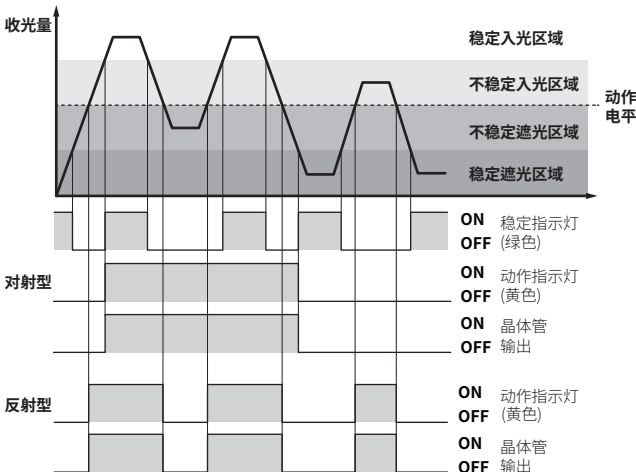 收光量
稳定入光区域
不稳定入光区域
动作
电平
不稳定遮光区域
稳定遮光区域
ON
OFF
稳定指示灯
(绿色)
对射型
ON
OFF
动作指示灯
(黄色)
ON
OFF
晶体管
输出
反射型
ON
OFF
动作指示灯
(黄色)
ON
OFF
晶体管
输出